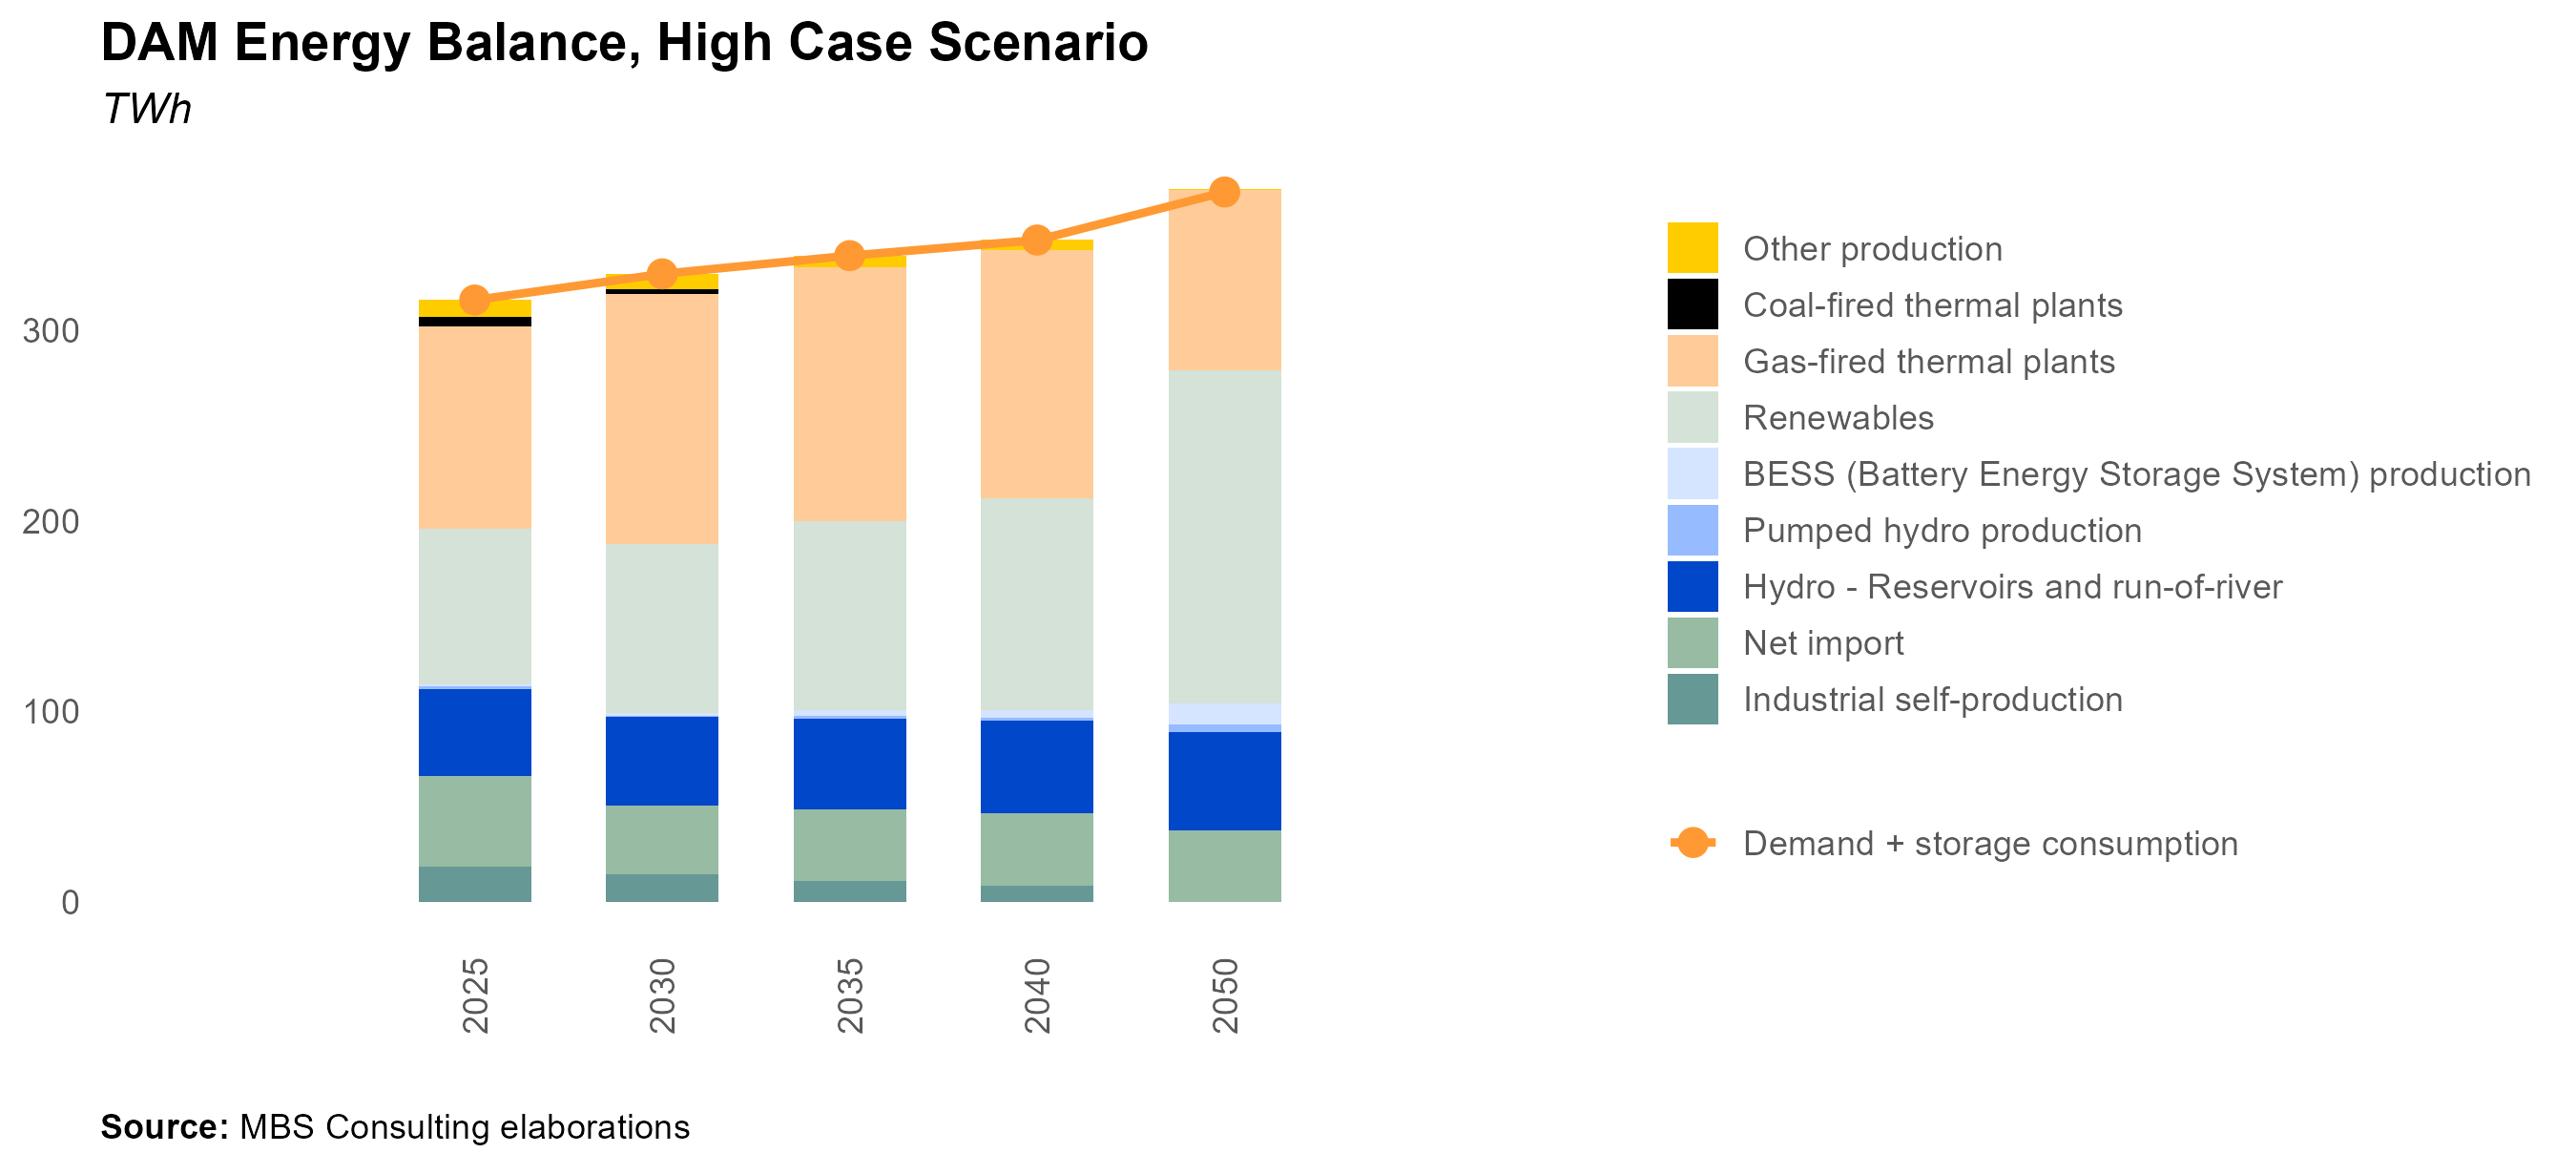 DAM Energy Balance, High Case Scenario
TWh
300
200
100
0
2025
2030
2035
2040
2050
Other production
Coal-fired thermal plants
Gas-fired thermal plants
Renewables
BESS (Battery Energy Storage System) production
Pumped hydro production
Hydro - Reservoirs and run-of-river
Net import
Industrial self-production
Demand + storage consumption
Source: MBS Consulting elaborations